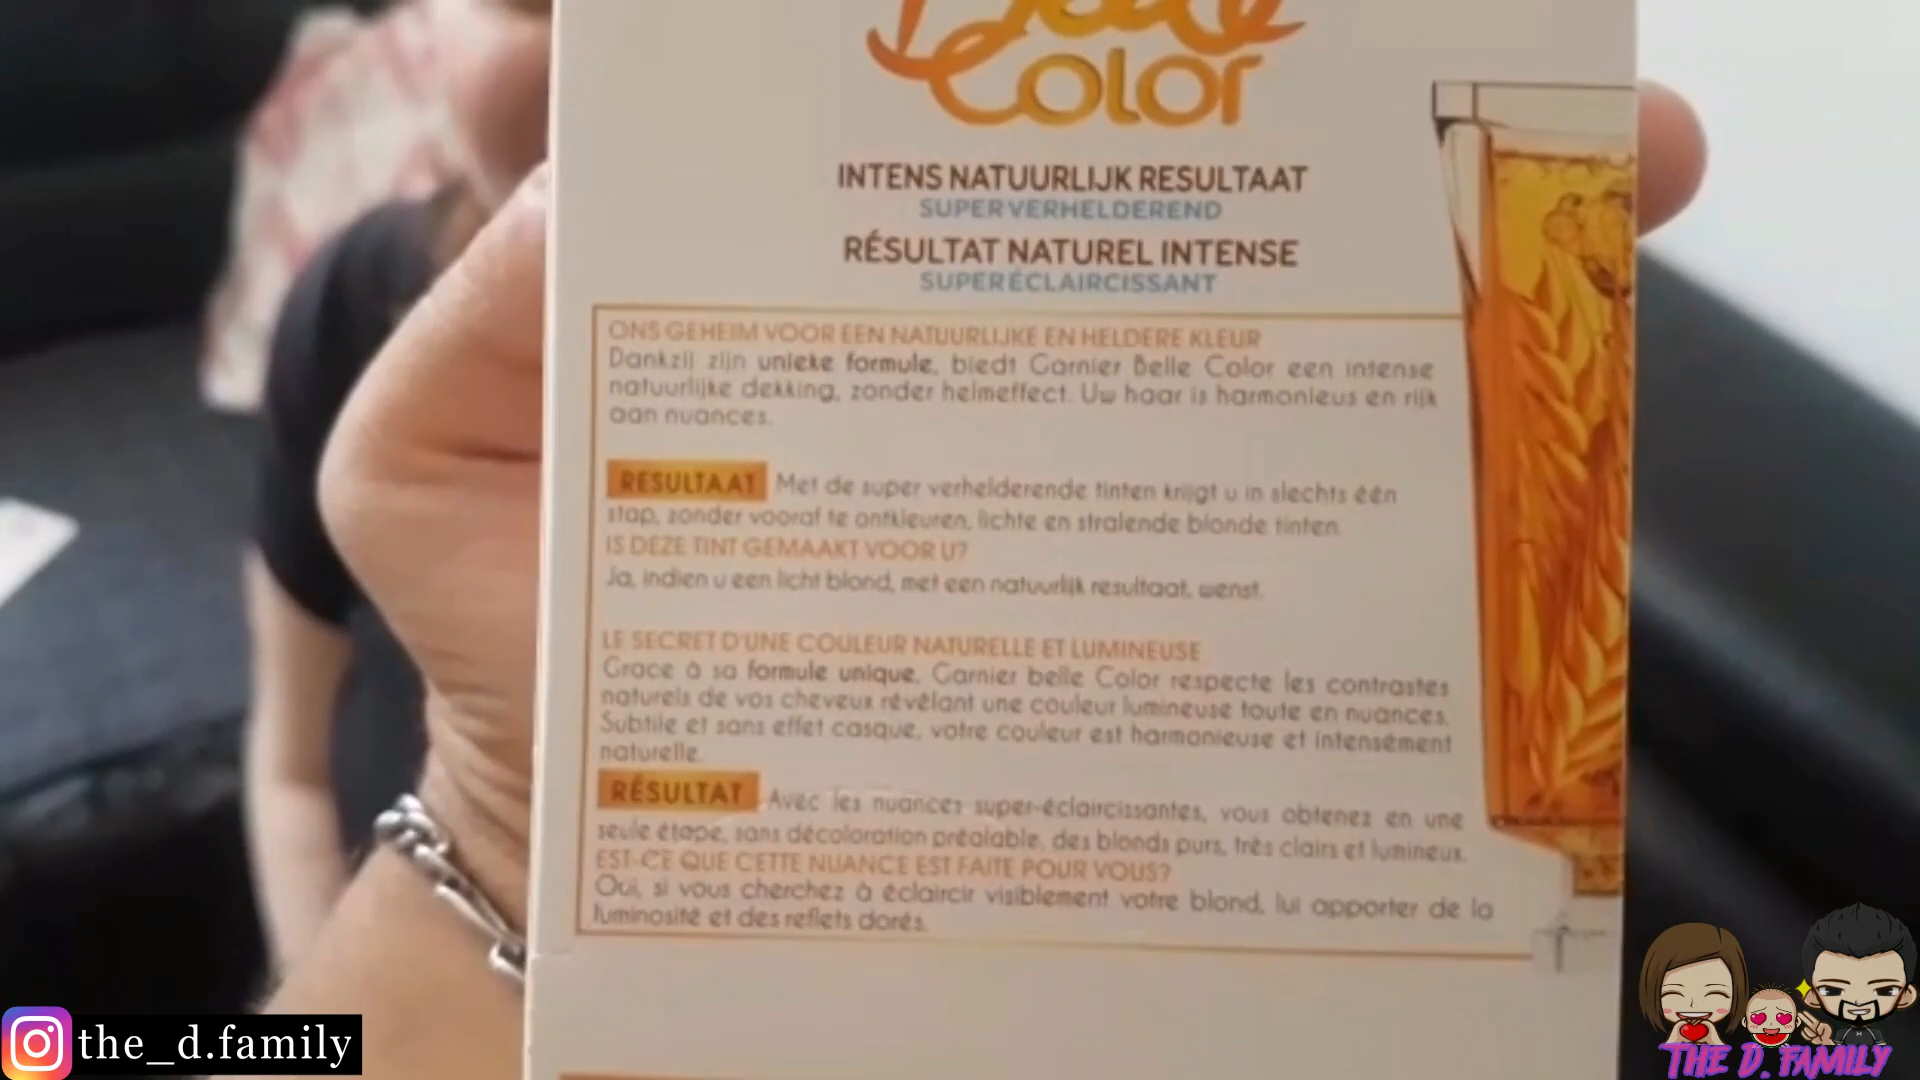 Belle
Color
INTENS NATUURLIJK RESULTAAT
SUPER VERHELDEREND
RÉSULTAT NATUREL INTENSE
SUPER ÉCLAIRCISSANT
ONS GEHEIM VOOR EEN NATUURLIJKE EN HELDERE KLEUR
Dankzij zijn unieke formule, biedt Garnier Belle Color een intense
natuurlijke dekking, zonder helmeffect. Uw haar is harmonieus en rijk
aan nuances.
RESULTAAT Met de super verhelderende tinten krijgt u in slechts één
stap, zonder vooraf te ontkleuren, lichte en stralende blonde tinten.
IS DEZE TINT GEMAAKT VOOR U?
Ja, indien u een licht blond, met een natuurlijk resultaat, wenst.
LE SECRET D'UNE COULEUR NATURELLE ET LUMINEUSE
Grace à sa formule unique, Garnier belle Color respecte les contrastes
naturels de vos cheveux révélant une couleur lumineuse toute en nuances.
Subtile et sans effet casque, votre couleur est harmonieuse et intensément
naturelle.
RÉSULTAT Avec les nuances super-éclaircissantes, vous obtenez en une
seule étape, sans décoloration préalable, des blonds purs, très clairs et lumineux.
EST-CE QUE CETTE NUANCE EST FAITE POUR VOUS?
Oui, si vous cherchez à éclaircir visiblement votre blond, lui apporter de la
luminosité et des reflets dorés.
the_d.family
THE D. FAMILY